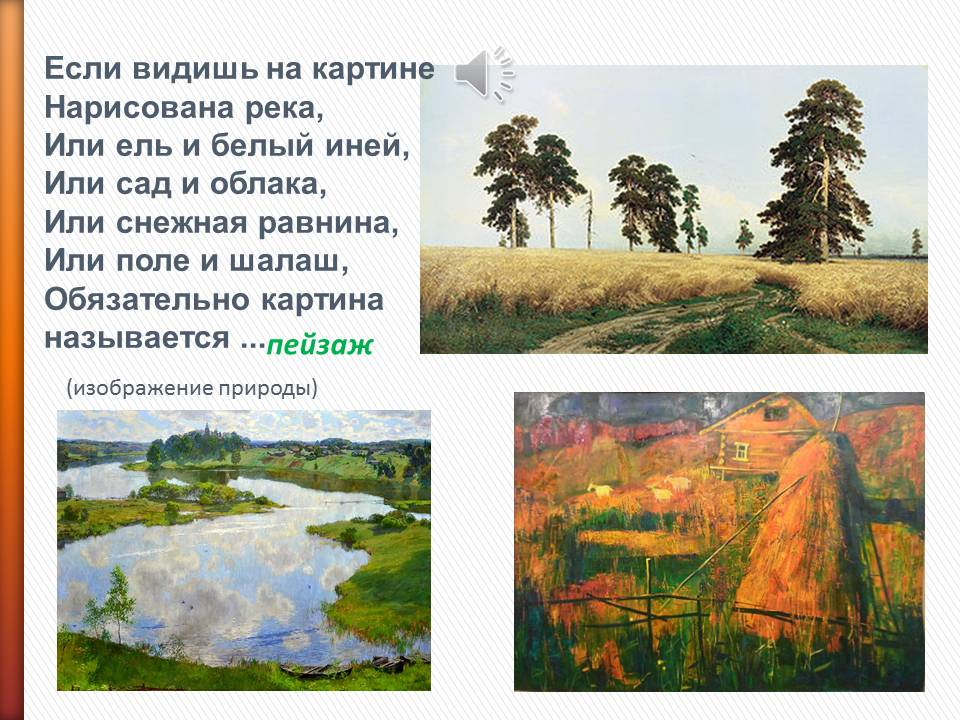 Если видишь на картине
Нарисована река,
Или ель и белый иней,
Или сад и облака,
Или снежная равнина,
Или поле и шалаш,
Обязательно картина
называется ...пейзаж
(изображение природы)